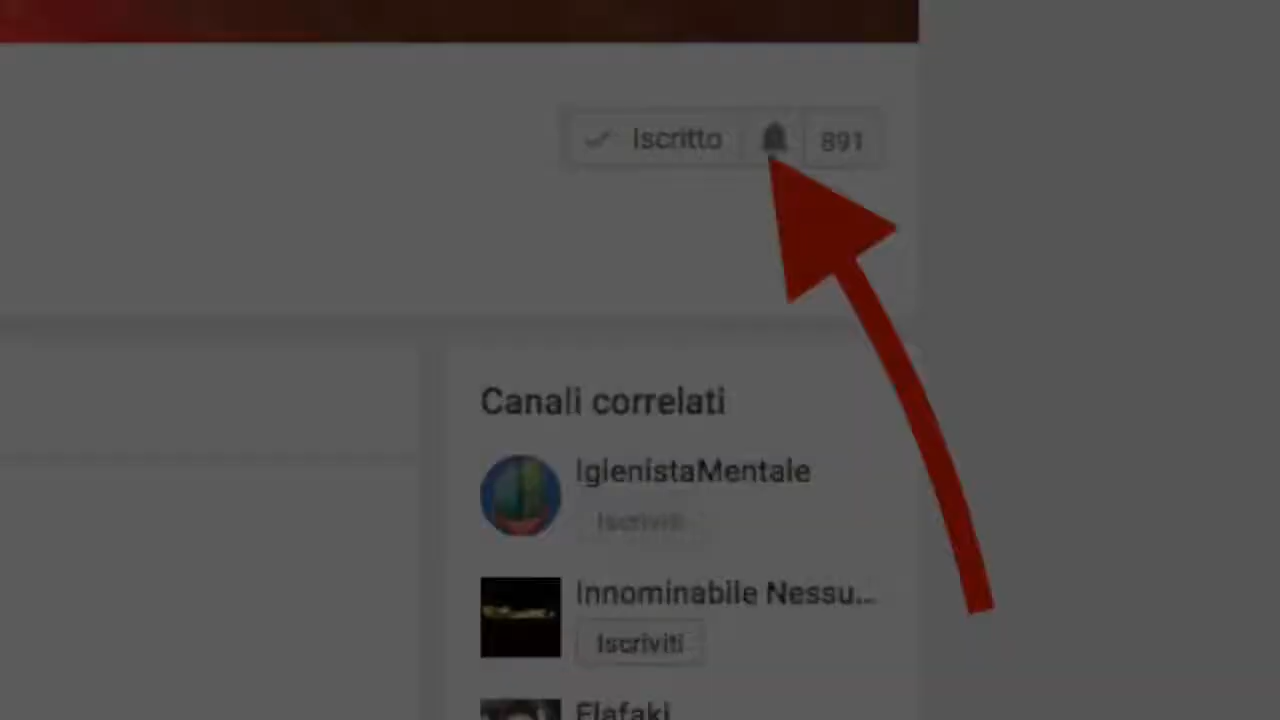 Iscritto 891
Canali correlati
IgienistaMentale
Iscriviti
Innominabile Nessu...
Iscriviti
Elafaki